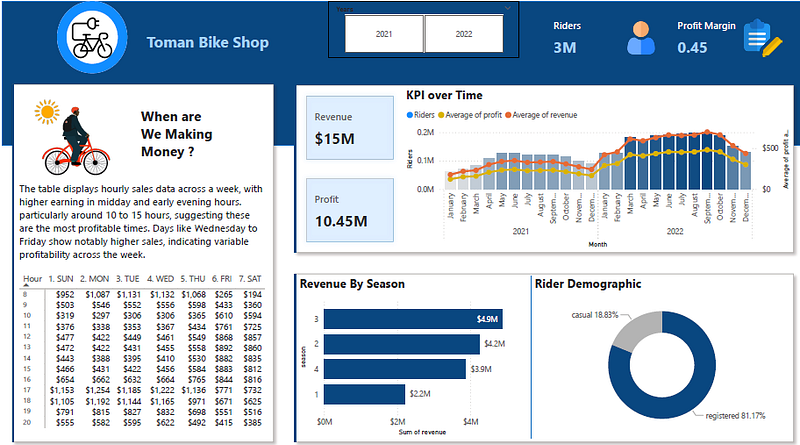 Toman Bike Shop
Years
2021
2022
Riders
3M
Profit Margin
0.45
When are
We Making
Money ?
The table displays hourly sales data across a week, with
higher earning in midday and early evening hours.
particularly around 10 to 15 hours, suggesting these
are the most profitable times. Days like Wednesday to
Friday show notably higher sales, indicating variable
profitability across the week.
Hour 1. SUN 2. MON 3. TUE 4. WED 5. THU 6. FRI 7. SAT
8 $952 $1,087 $1,131 $1,132 $1,068 $265 $194
9 $503 $546 $552 $556 $598 $433 $360
10 $319 $297 $306 $306 $365 $610 $594
11 $376 $338 $353 $367 $434 $761 $725
12 $477 $422 $449 $461 $549 $868 $857
13 $472 $422 $431 $455 $558 $892 $860
14 $443 $388 $395 $410 $530 $882 $835
15 $466 $431 $422 $456 $584 $883 $812
16 $654 $662 $632 $664 $765 $844 $816
17 $1,153 $1,254 $1,185 $1,222 $1,136 $771 $732
18 $1,105 $1,192 $1,144 $1,165 $971 $671 $625
19 $791 $815 $827 $832 $698 $551 $516
20 $555 $582 $595 $622 $492 $415 $385
Revenue
$15M
Profit
10.45M
KPI over Time
Riders Average of profit Average of revenue
Riders
0.2M
0.1M
0.0M
$500
$0
Average of profit a...
January February March April May June July August Septem... October Novem... Decem... January February March April May June July August Septem... October Novem... Decem...
2021 2022
Month
Revenue By Season
season
3 $4.9M
2 $4.2M
4 $3.9M
1 $2.2M
$0M $2M $4M
Sum of revenue
Rider Demographic
casual 18.83%
registered 81.17%